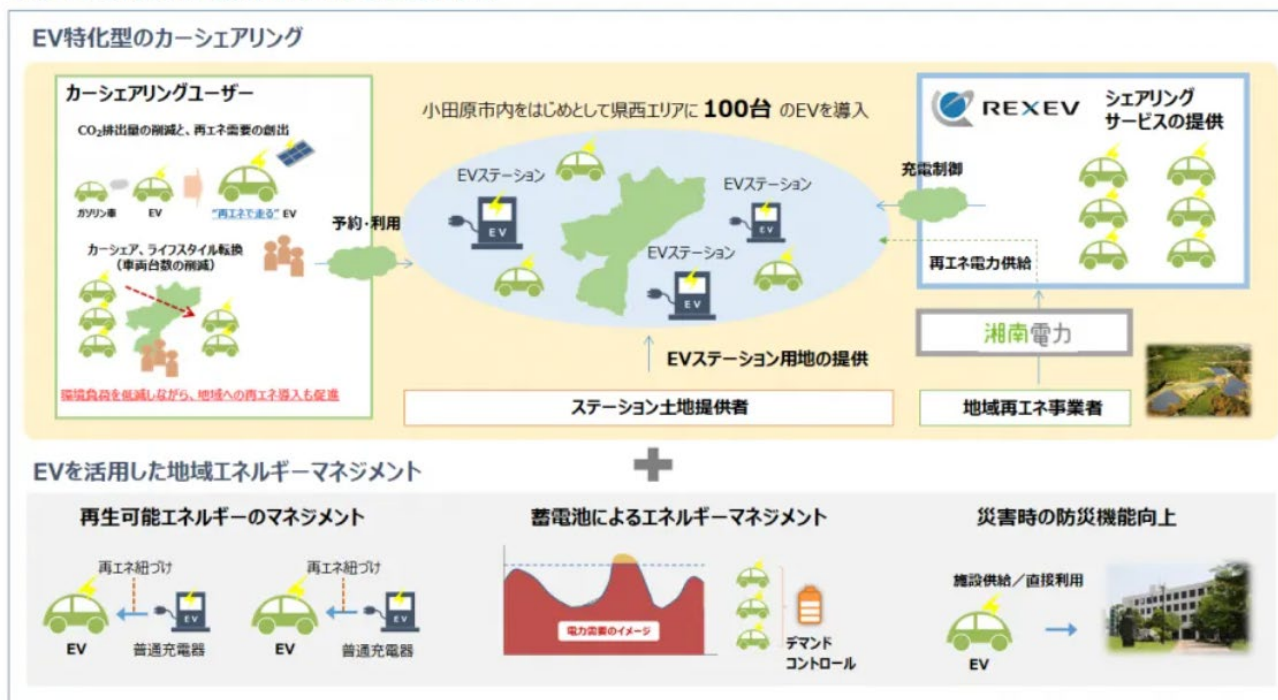 EV特化型のカーシェアリング
カーシェアリングユーザー
CO₂排出量の削減と、再エネ需要の創出
ガソリン車
EV
"再エネで走る" EV
カーシェア、ライフスタイル転換
（車両台数の削減）
環境負荷を低減しながら、地域への再エネ導入も促進
予約・利用
小田原市内をはじめとして県西エリアに 100台 のEVを導入
EVステーション
EV
EVステーション
EV
EVステーション
EV
充電制御
REXEV
シェアリング
サービスの提供
再エネ電力供給
湘南電力
EVステーション用地の提供
ステーション土地提供者
地域再エネ事業者
EVを活用した地域エネルギーマネジメント
再生可能エネルギーのマネジメント
再エネ紐づけ
EV
EV
普通充電器
再エネ紐づけ
EV
EV
普通充電器
蓄電池によるエネルギーマネジメント
電力需要のイメージ
デマンド
コントロール
災害時の防災機能向上
施設供給／直接利用
EV